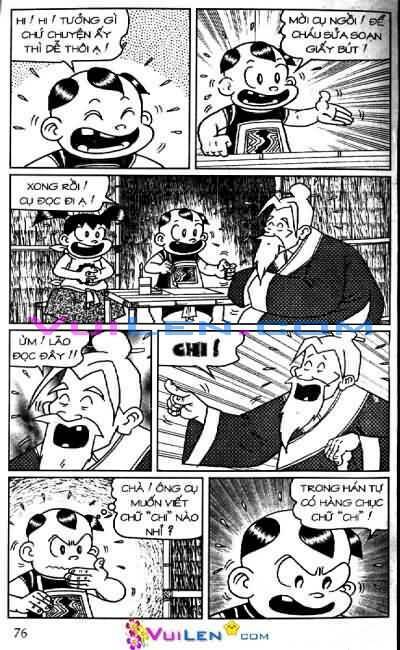 HI! HI! TƯỞNG GÌ
CHỨ CHUYỆN ẤY
THÌ DỄ THÔI Ạ!
MỜI CỤ NGỒI! ĐỂ
CHÁU SỬA SOẠN
GIẤY BÚT!
XONG RỒI!
CỤ ĐỌC ĐI Ạ!
ỪM! LÃO
ĐỌC ĐÂY!!
CHI!
CHÀ! ÔNG CỤ
MUỐN VIẾT
CHỮ "CHI" NÀO
NHỈ?
TRONG HÁN TỰ
CÓ HÀNG CHỤC
CHỮ "CHI"!
VUILEN.COM
76
VUILEN COM